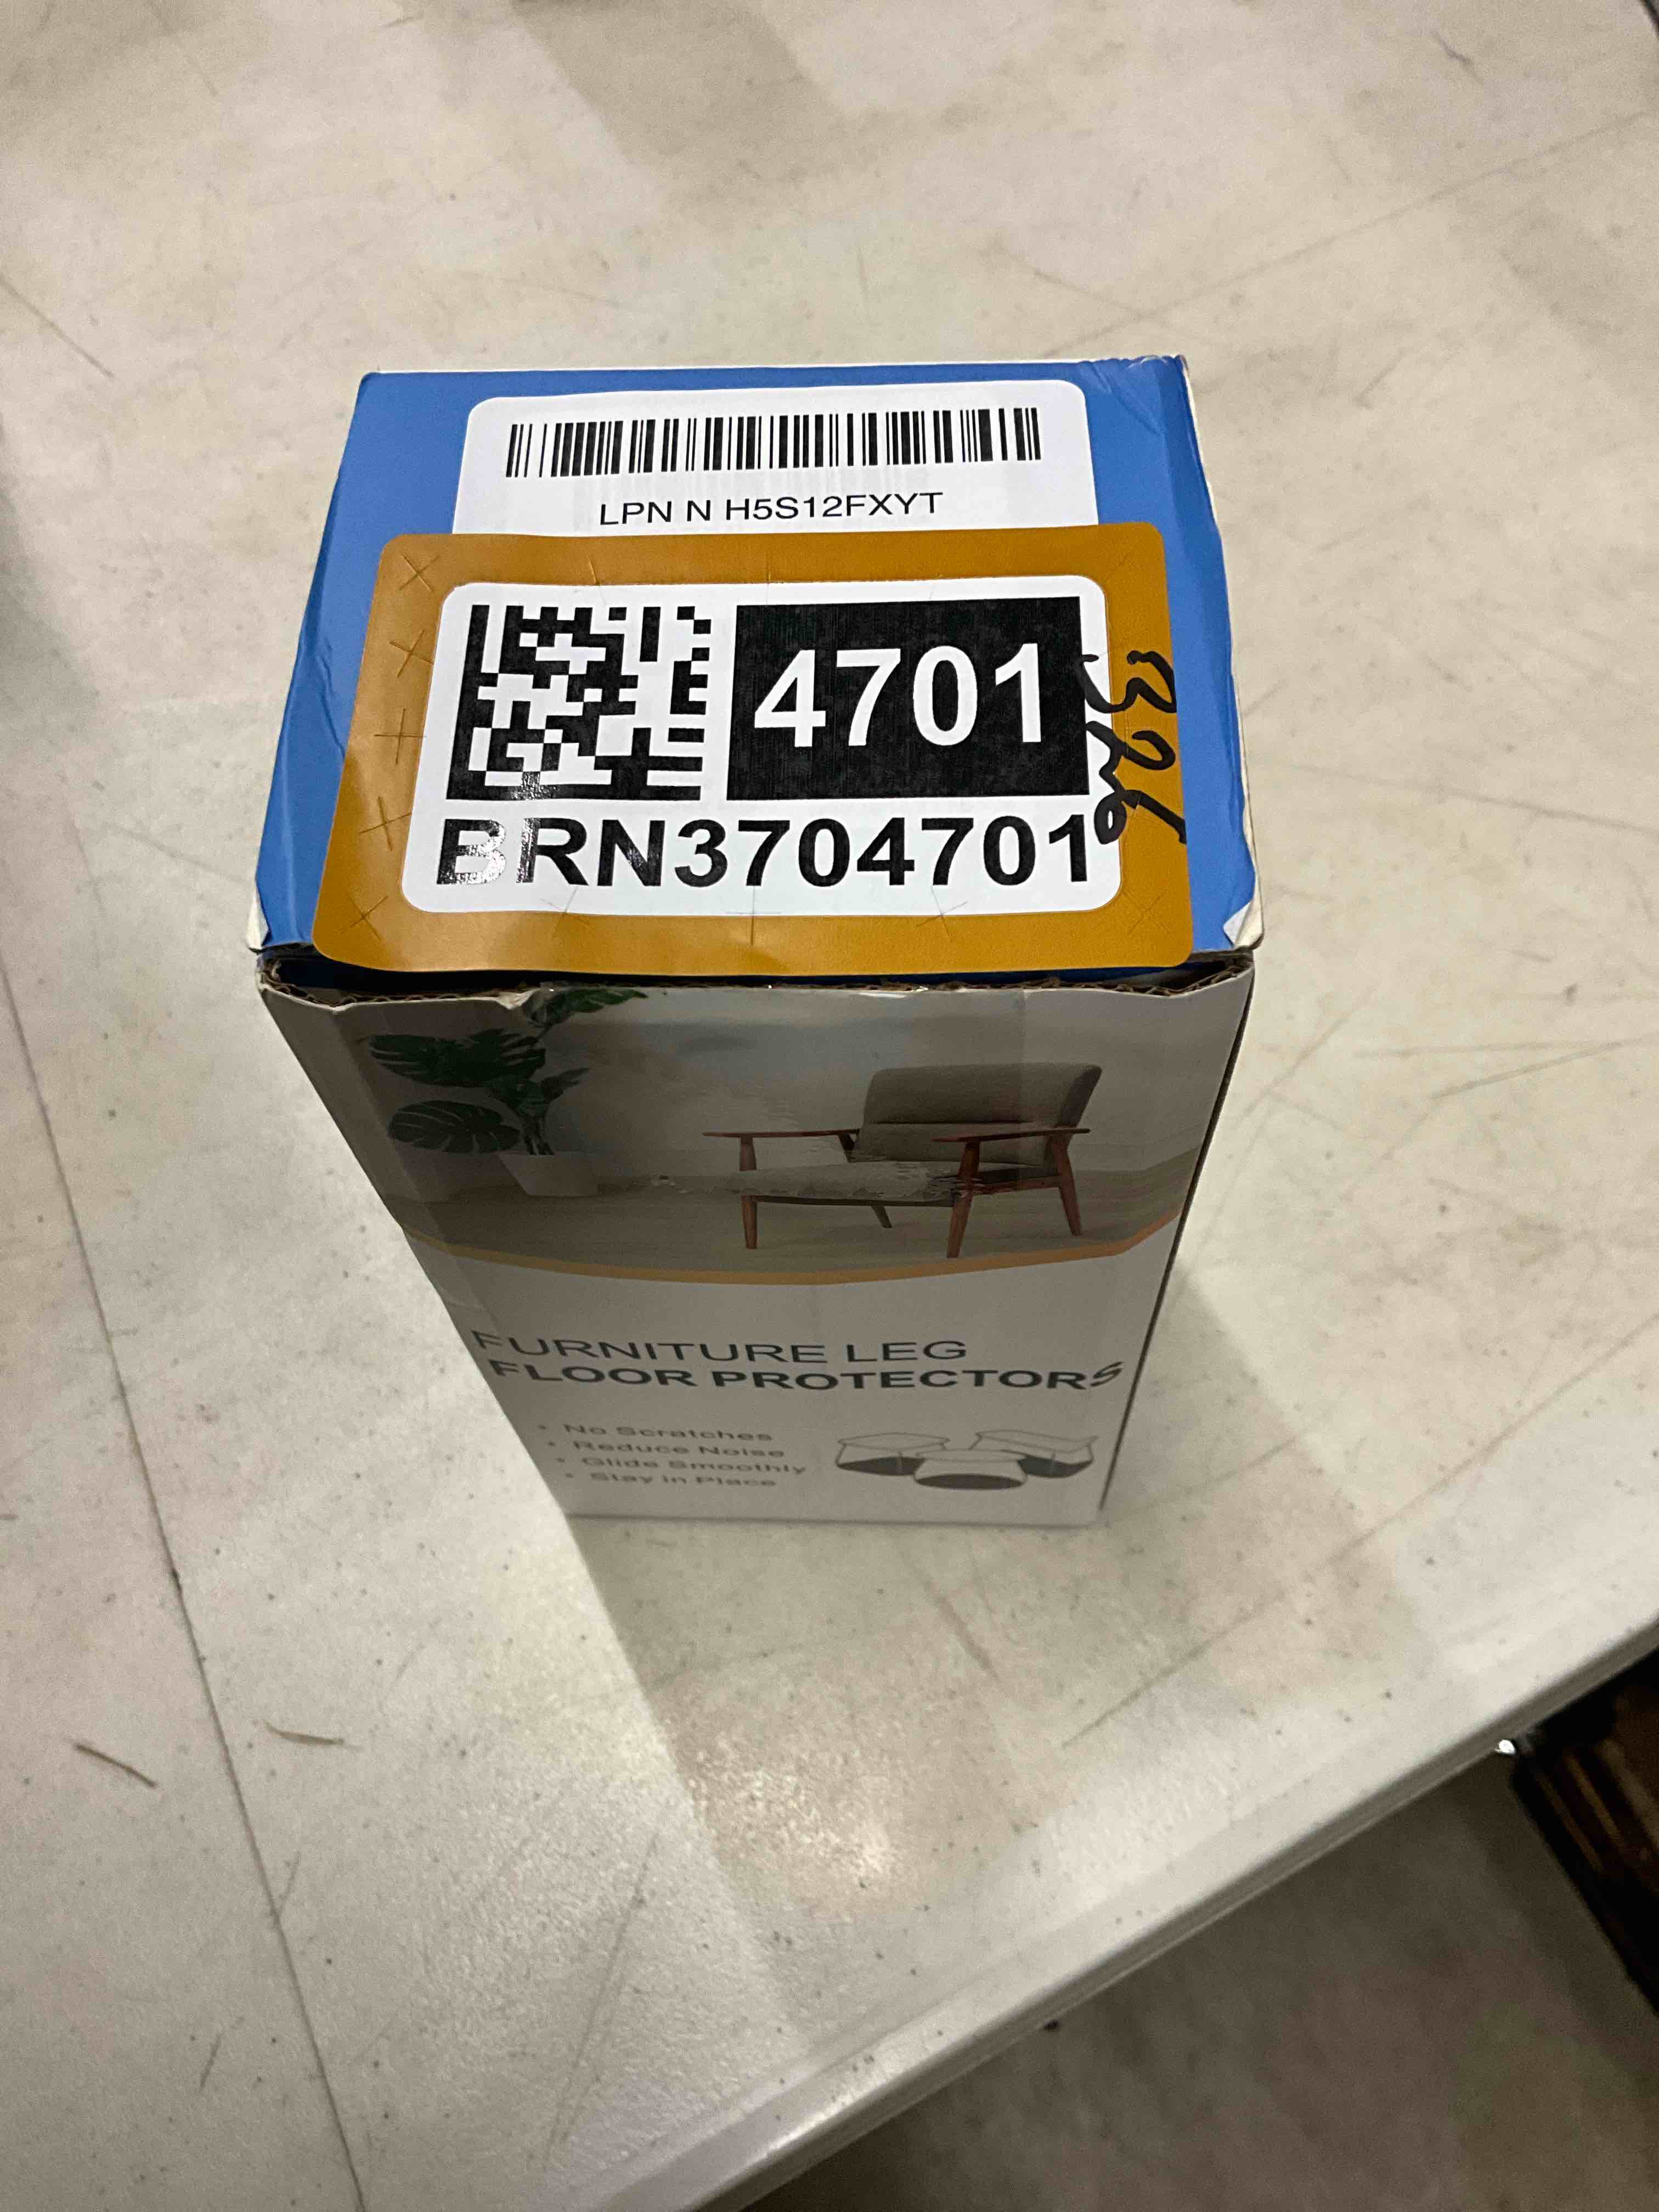 LPN N H5S12FXYT
4701
BRN3704701
FURNITURE LEG
FLOOR PROTECTORS
• No Scratches
• Reduce Noise
• Glide Smoothly
• Stay in Place